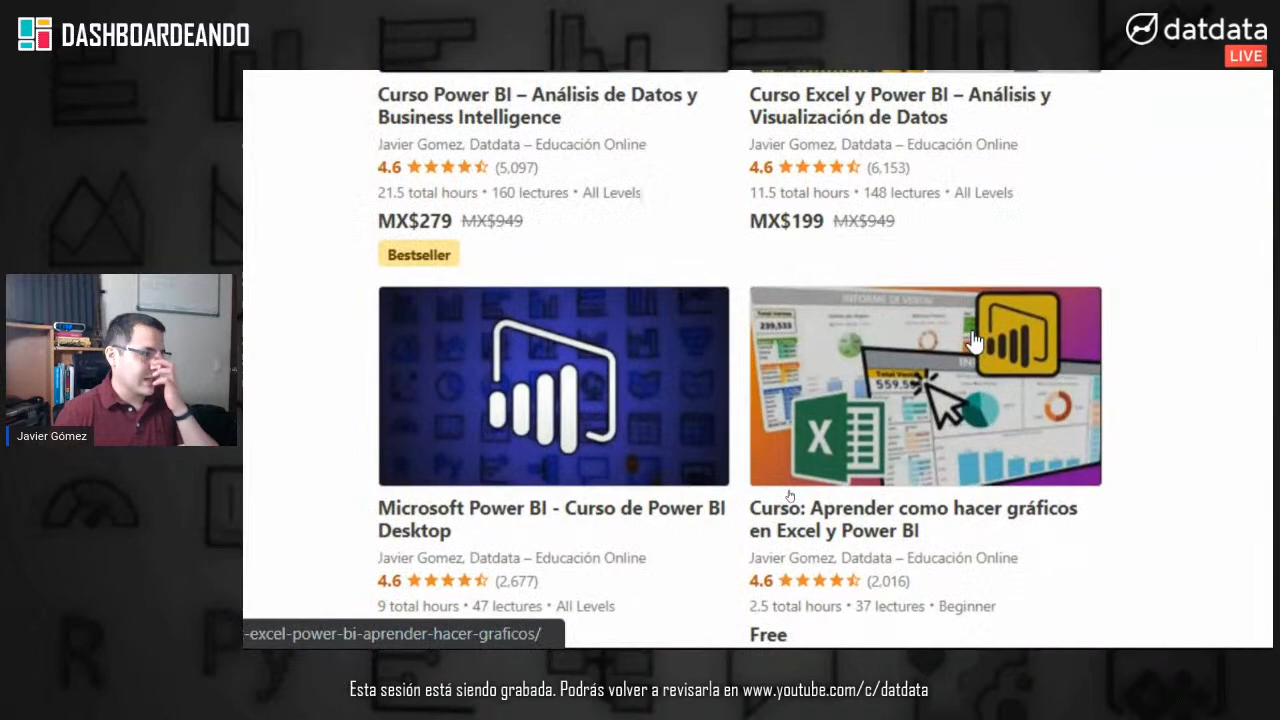 DASHBOARDEANDO
datdata
LIVE
Curso Power BI – Análisis de Datos y
Business Intelligence
Javier Gomez, Datdata – Educación Online
4.6 (5,097)
21.5 total hours • 160 lectures • All Levels
MX$279 MX$949
Bestseller
Curso Excel y Power BI – Análisis y
Visualización de Datos
Javier Gomez, Datdata – Educación Online
4.6 (6,153)
11.5 total hours • 148 lectures • All Levels
MX$199 MX$949
INFORME DE VENTAS
239,533
Total Ventas
X
Microsoft Power BI - Curso de Power BI
Desktop
Javier Gomez, Datdata – Educación Online
4.6 (2,677)
9 total hours • 47 lectures • All Levels
Curso: Aprender como hacer gráficos
en Excel y Power BI
Javier Gomez, Datdata – Educación Online
4.6 (2,016)
2.5 total hours • 37 lectures • Beginner
Free
-excel-power-bi-aprender-hacer-graficos/
Javier Gómez
Esta sesión está siendo grabada. Podrás volver a revisarla en www.youtube.com/c/datdata